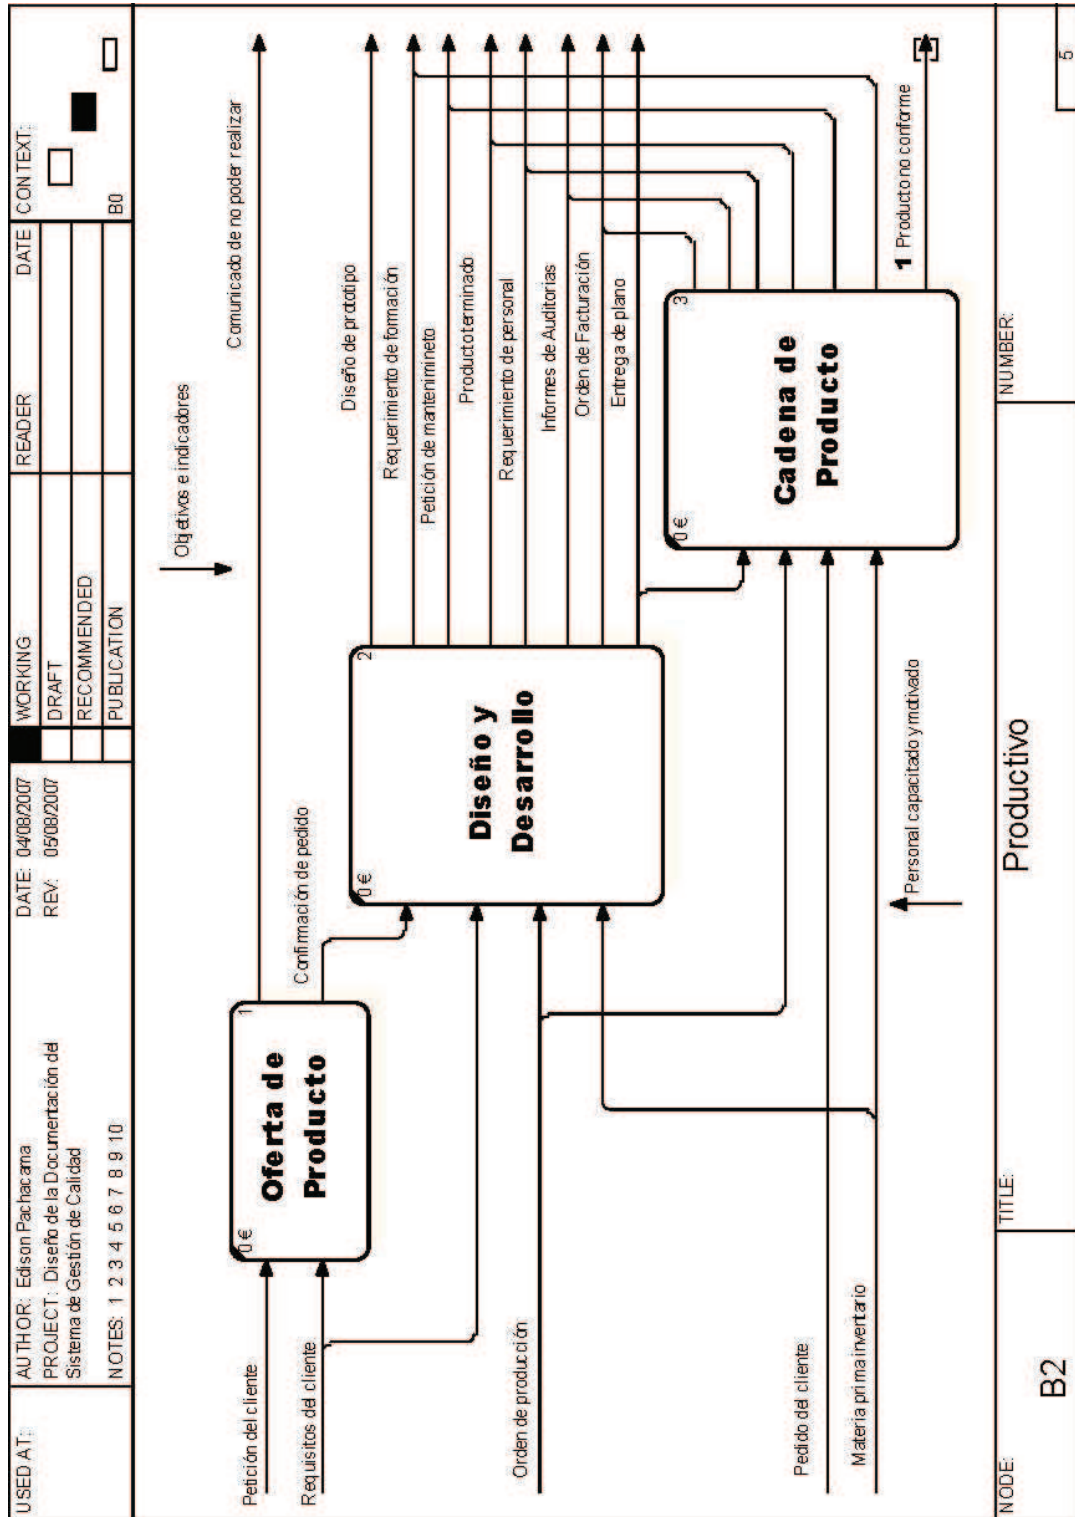 USED AT:
AUTHOR: Edison Pachacama
PROJECT: Diseño de la Documentación del
Sistema de Gestión de Calidad
NOTES: 1 2 3 4 5 6 7 8 9 10
DATE: 04/08/2007
REV: 05/08/2007
WORKING
DRAFT
RECOMMENDED
PUBLICATION
READER
DATE
CONTEXT:
B0
Objetivos e indicadores
Comunicado de no poder realizar
Petición del cliente
Requisitos del cliente
0 €
1
Oferta de
Producto
Confirmación de pedido
Diseño de prototipo
Requerimiento de formación
Petición de mantenimineto
Producto terminado
Requerimiento de personal
Informes de Auditorias
Orden de Facturación
Entrega de plano
0 €
2
Diseño y
Desarrollo
Orden de producción
0 €
3
Cadena de
Producto
Pedido del cliente
Materia prima invertario
Personal capacitado y motivado
1 Producto no conforme
NODE:
B2
TITLE:
Productivo
NUMBER:
5